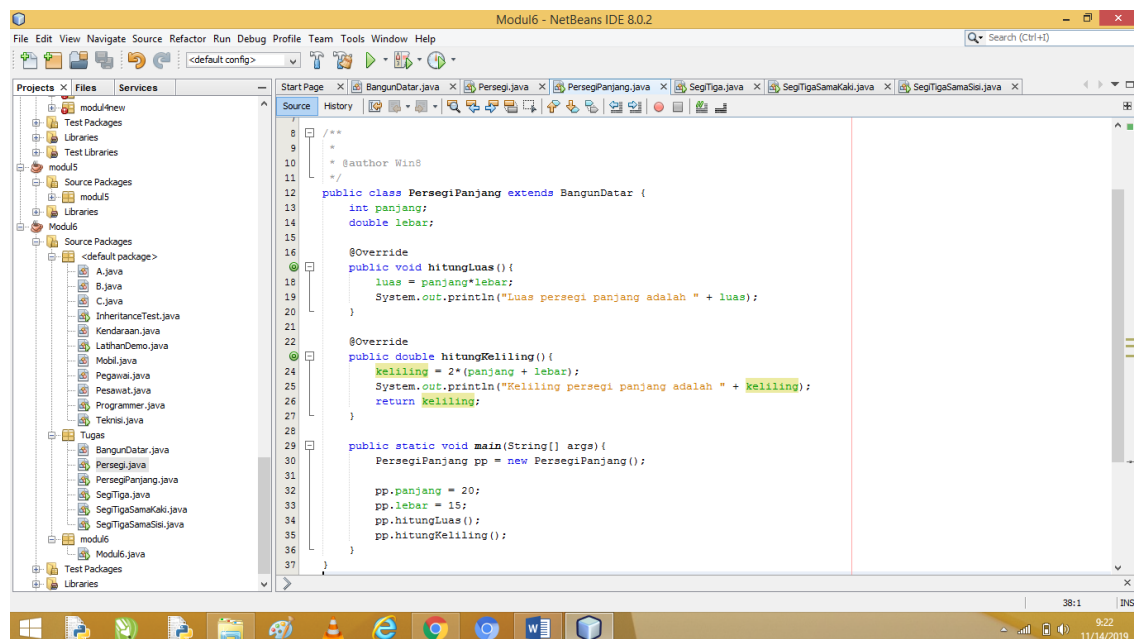 Modul6 - NetBeans IDE 8.0.2
File Edit View Navigate Source Refactor Run Debug Profile Team Tools Window Help
Search (Ctrl+I)
<default config>
Projects Files Services
Start Page BangunDatar.java Persegi.java PersegiPanjang.java SegiTiga.java SegiTigaSamaKaki.java SegiTigaSamaSisi.java
Source History
modul4new
Test Packages
Libraries
Test Libraries
modul5
Source Packages
modul5
Libraries
Modul6
Source Packages
<default package>
A.java
B.java
C.java
InheritanceTest.java
Kendaraan.java
LatihanDemo.java
Mobil.java
Pegawai.java
Pesawat.java
Programmer.java
Teknisi.java
Tugas
BangunDatar.java
Persegi.java
PersegiPanjang.java
SegiTiga.java
SegiTigaSamaKaki.java
SegiTigaSamaSisi.java
modul6
Modul6.java
Test Packages
Libraries
8 /**
9 *
10 * @author Win8
11 */
12 public class PersegiPanjang extends BangunDatar {
13 int panjang;
14 double lebar;
15
16 @Override
public void hitungLuas(){
18 luas = panjang*lebar;
19 System.out.println("Luas persegi panjang adalah " + luas);
20 }
21
22 @Override
public double hitungKeliling(){
24 keliling = 2*(panjang + lebar);
25 System.out.println("Keliling persegi panjang adalah " + keliling);
26 return keliling;
27 }
28
29 public static void main(String[] args){
30 PersegiPanjang pp = new PersegiPanjang();
31
32 pp.panjang = 20;
33 pp.lebar = 15;
34 pp.hitungLuas();
35 pp.hitungKeliling();
36 }
37 }
38:1 INS
9:22
11/14/2019